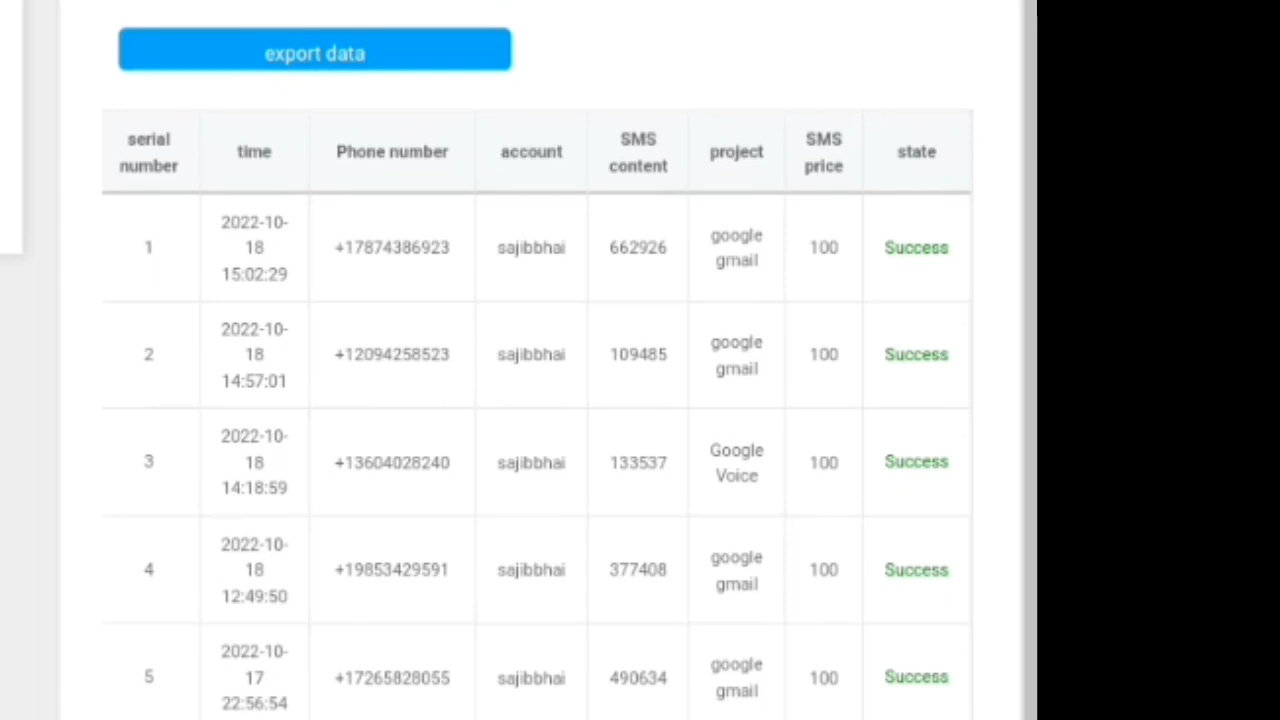 export data
serial number | time | Phone number | account | SMS content | project | SMS price | state
1 | 2022-10-18 15:02:29 | +17874386923 | sajibbhai | 662926 | google gmail | 100 | Success
2 | 2022-10-18 14:57:01 | +12094258523 | sajibbhai | 109485 | google gmail | 100 | Success
3 | 2022-10-18 14:18:59 | +13604028240 | sajibbhai | 133537 | Google Voice | 100 | Success
4 | 2022-10-18 12:49:50 | +19853429591 | sajibbhai | 377408 | google gmail | 100 | Success
5 | 2022-10-17 22:56:54 | +17265828055 | sajibbhai | 490634 | google gmail | 100 | Success